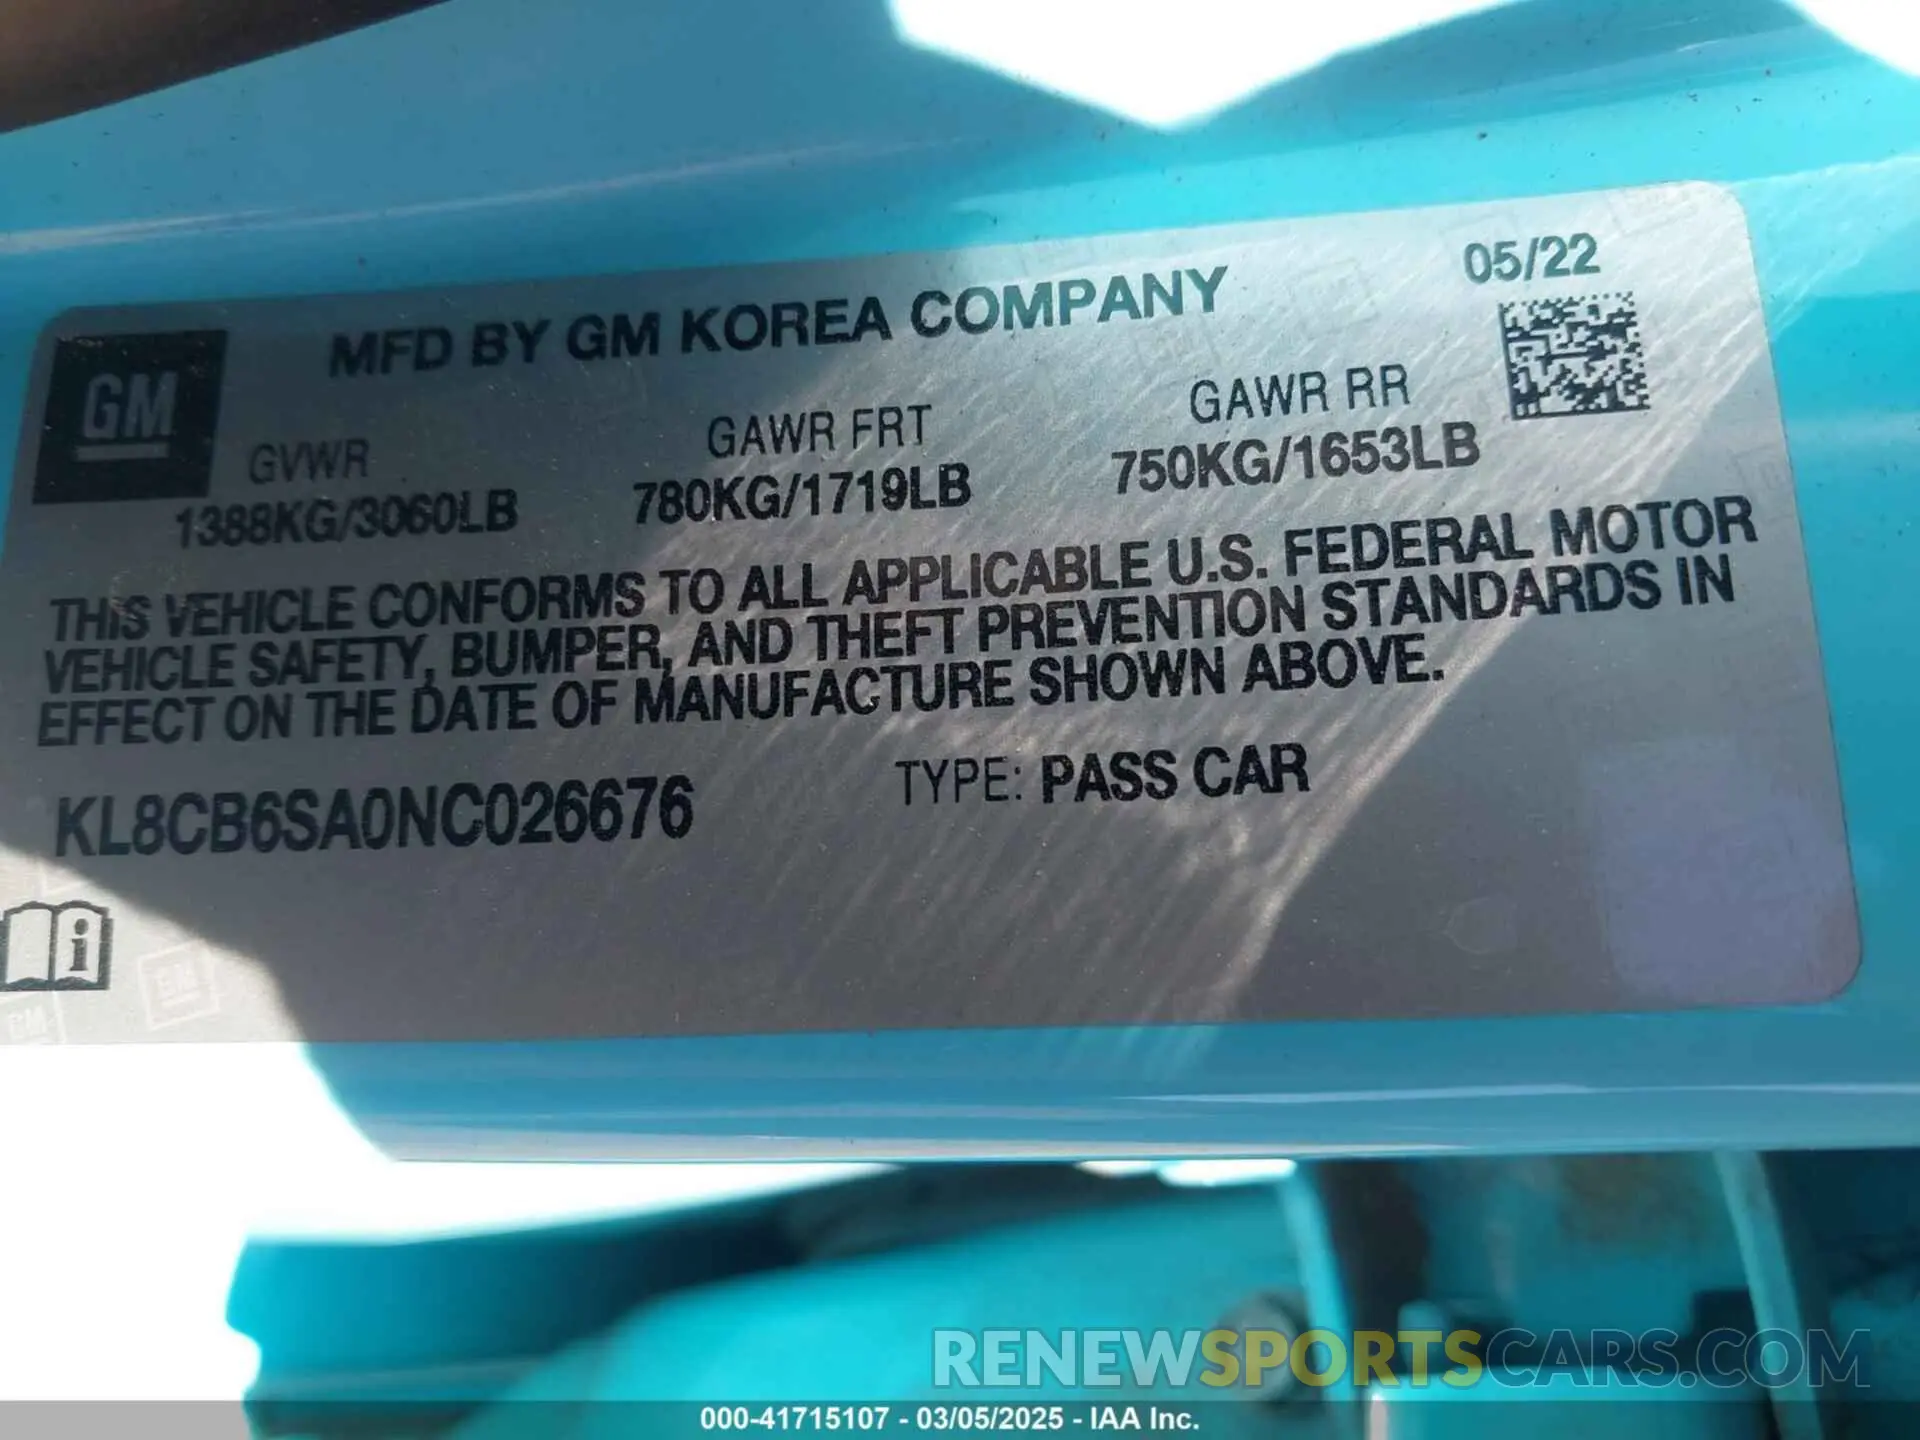 MFD BY GM KOREA COMPANY
05/22
GM
GVWR
GAWR FRT
GAWR RR
1388KG/3060LB
780KG/1719LB
750KG/1653LB
THIS VEHICLE CONFORMS TO ALL APPLICABLE U.S. FEDERAL MOTOR
VEHICLE SAFETY, BUMPER, AND THEFT PREVENTION STANDARDS IN
EFFECT ON THE DATE OF MANUFACTURE SHOWN ABOVE.
KL8CB6SA0NC026676
TYPE: PASS CAR
i
GM
GM
RENEWSPORTSCARS.COM
000-41715107 - 03/05/2025 - IAA Inc.